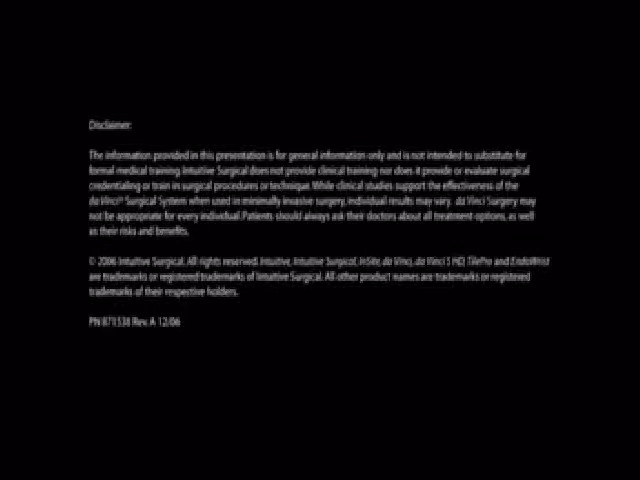 Disclaimer:
The information provided in this presentation is for general information only and is not intended to substitute for
formal medical training. Intuitive Surgical does not provide clinical training nor does it provide or evaluate surgical
credentialing or train in surgical procedures or technique. While clinical studies support the effectiveness of the
da Vinci® Surgical System when used in minimally invasive surgery, individual results may vary. da Vinci Surgery may
not be appropriate for every individual. Patients should always ask their doctors about all treatment options, as well
as their risks and benefits.
© 2006 Intuitive Surgical. All rights reserved. Intuitive, Intuitive Surgical, InSite, da Vinci, da Vinci S HD, TilePro and EndoWrist
are trademarks or registered trademarks of Intuitive Surgical. All other product names are trademarks or registered
trademarks of their respective holders.
PN 871538 Rev. A 12/06